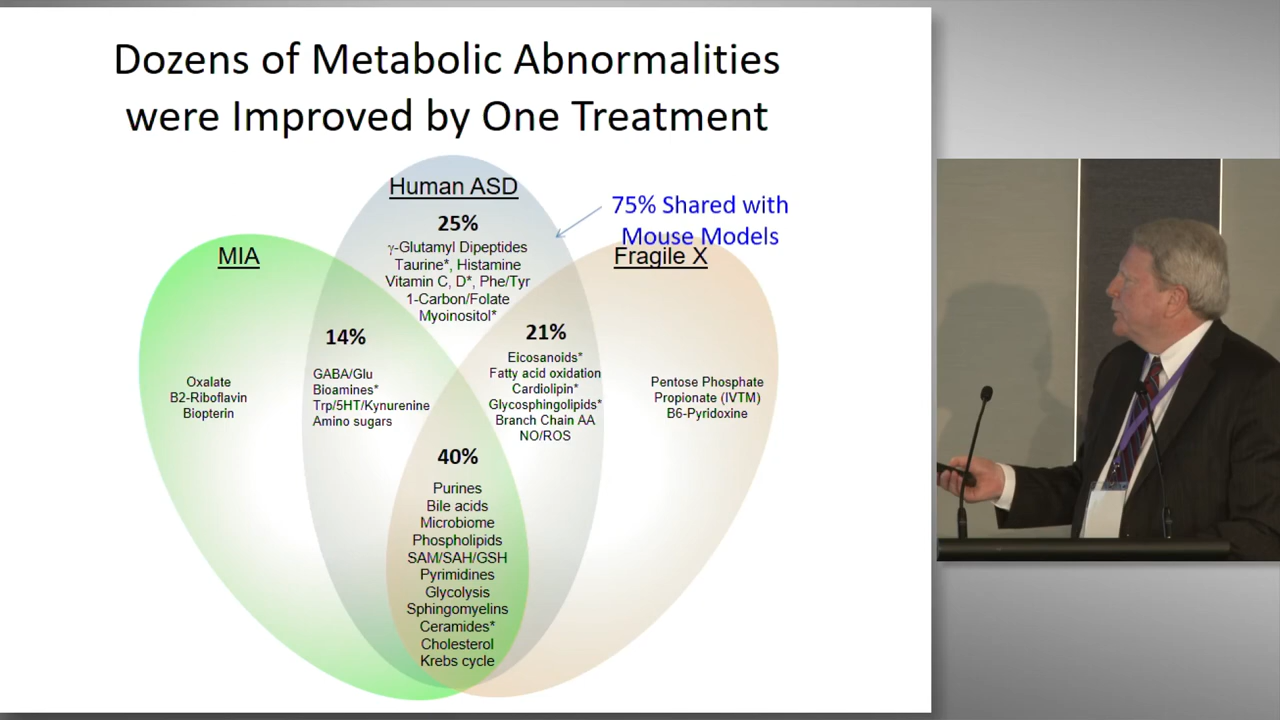 Dozens of Metabolic Abnormalities
were Improved by One Treatment
Human ASD
25%
γ-Glutamyl Dipeptides
Taurine*, Histamine
Vitamin C, D*, Phe/Tyr
1-Carbon/Folate
Myoinositol*
75% Shared with
Mouse Models
MIA
Fragile X
14%
GABA/Glu
Bioamines*
Trp/5HT/Kynurenine
Amino sugars
21%
Eicosanoids*
Fatty acid oxidation
Cardiolipin*
Glycosphingolipids*
Branch Chain AA
NO/ROS
Oxalate
B2-Riboflavin
Biopterin
Pentose Phosphate
Propionate (IVTM)
B6-Pyridoxine
40%
Purines
Bile acids
Microbiome
Phospholipids
SAM/SAH/GSH
Pyrimidines
Glycolysis
Sphingomyelins
Ceramides*
Cholesterol
Krebs cycle